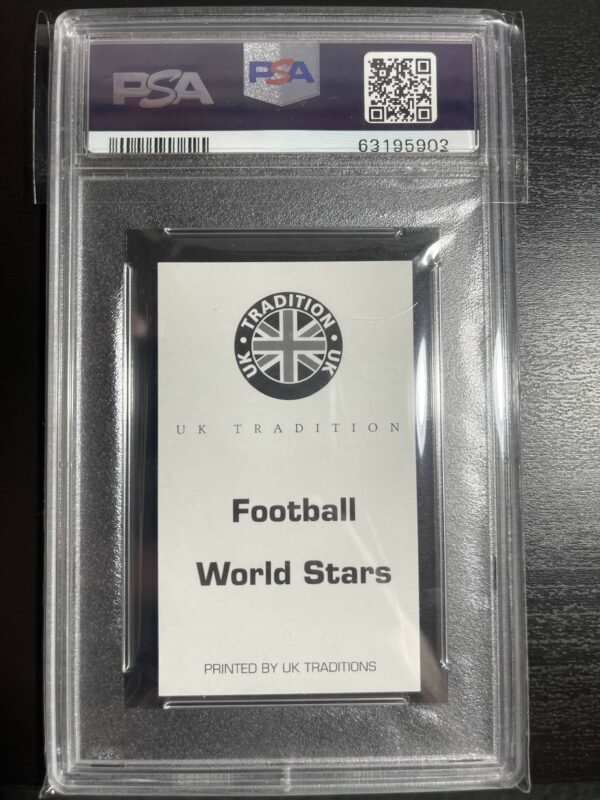 PSA
PSA
63195903
UK · TRADITION · UK
UK TRADITION
Football
World Stars
PRINTED BY UK TRADITIONS